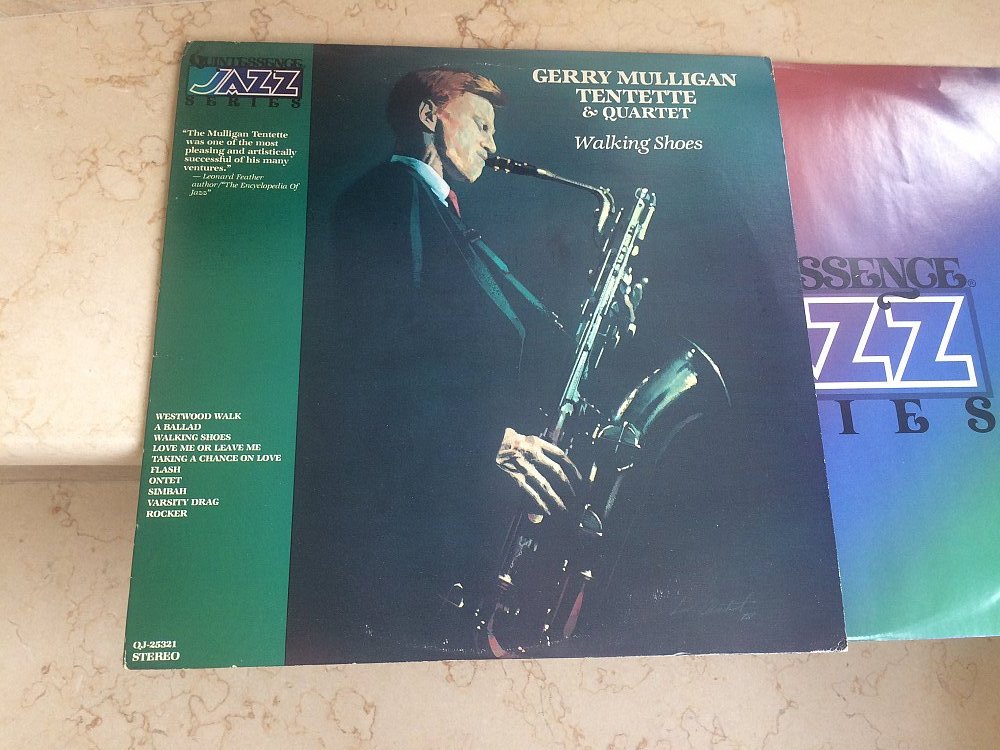 QUINTESSENCE
JAZZ
SERIES
"The Mulligan Tentette
was one of the most
pleasing and artistically
successful of his many
ventures."
— Leonard Feather
author/"The Encyclopedia Of
Jazz"
GERRY MULLIGAN
TENTETTE
& QUARTET
Walking Shoes
WESTWOOD WALK
A BALLAD
WALKING SHOES
LOVE ME OR LEAVE ME
TAKING A CHANCE ON LOVE
FLASH
ONTET
SIMBAH
VARSITY DRAG
ROCKER
QJ-25321
STEREO
SSENCE®
ZZ
IES